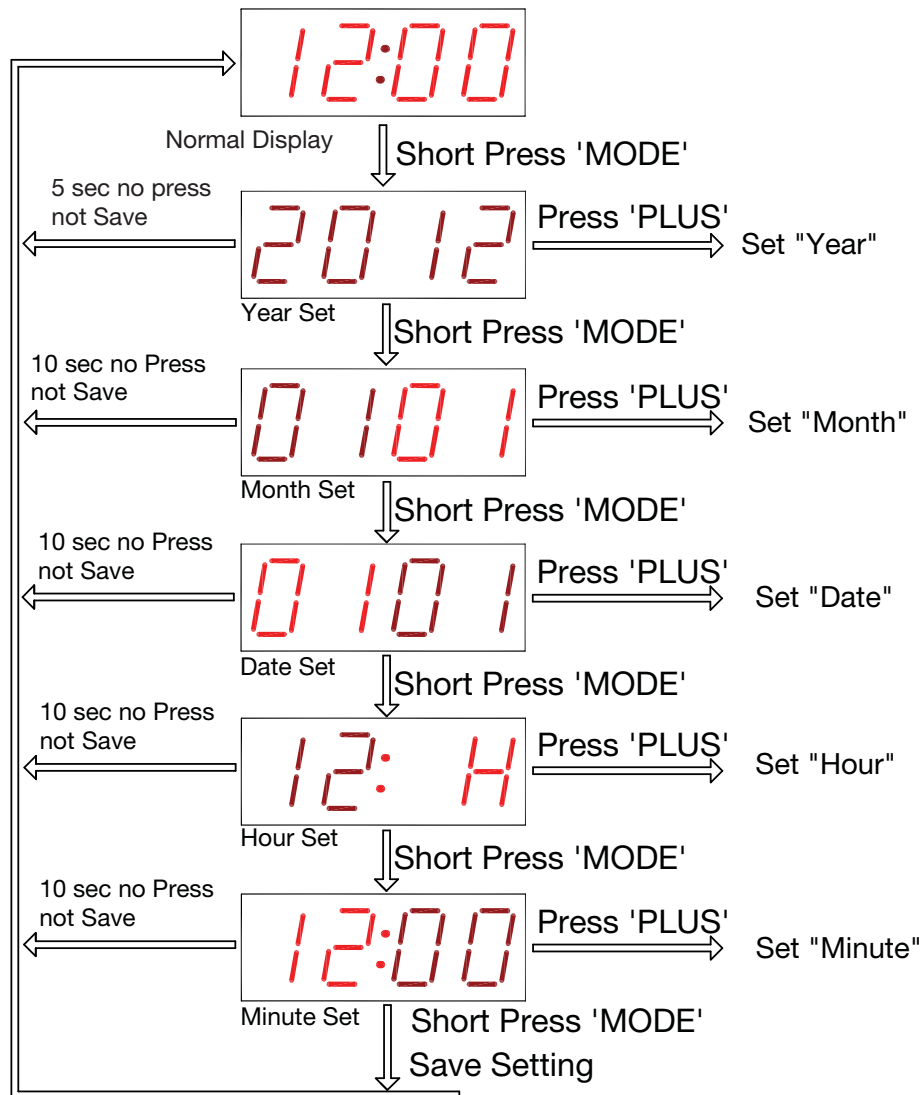 12:00
Normal Display
Short Press 'MODE'
5 sec no press
not Save
2012
Press 'PLUS'
Set "Year"
Year Set
Short Press 'MODE'
10 sec no Press
not Save
0101
Press 'PLUS'
Set "Month"
Month Set
Short Press 'MODE'
10 sec no Press
not Save
0101
Press 'PLUS'
Set "Date"
Date Set
Short Press 'MODE'
10 sec no Press
not Save
12: H
Press 'PLUS'
Set "Hour"
Hour Set
Short Press 'MODE'
10 sec no Press
not Save
12:00
Press 'PLUS'
Set "Minute"
Minute Set
Short Press 'MODE'
Save Setting